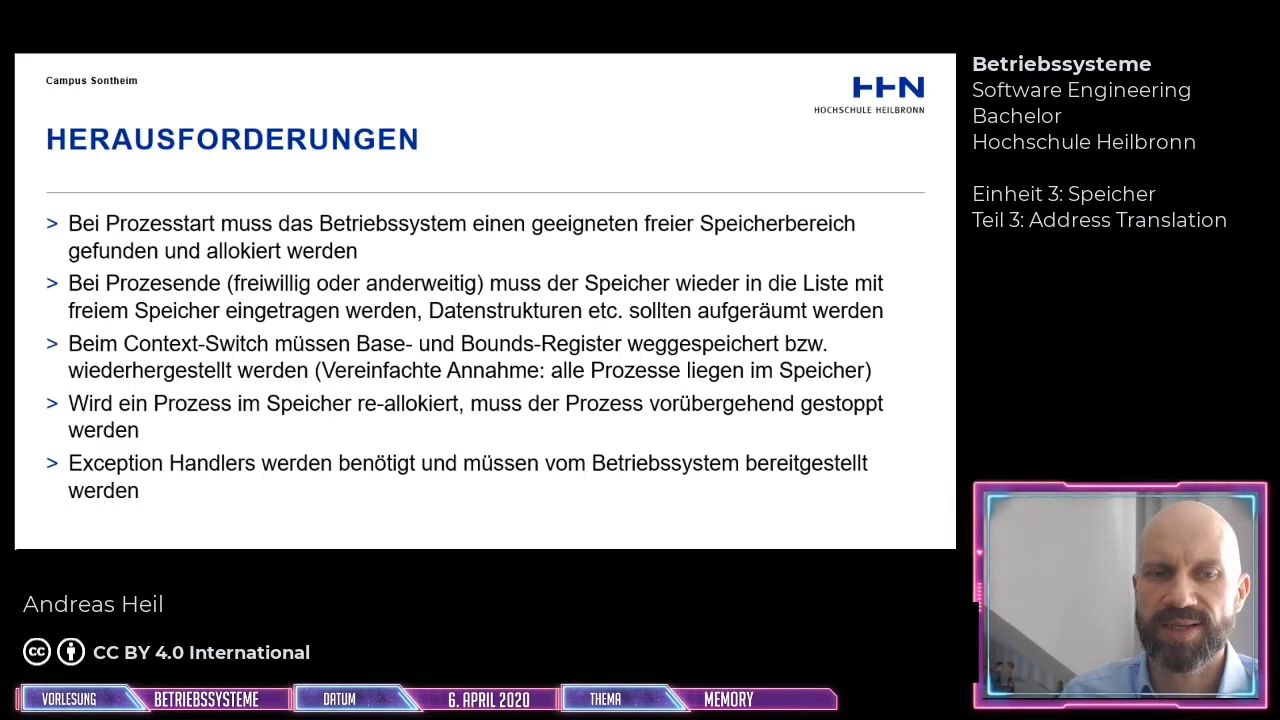 Campus Sontheim
HHN
HOCHSCHULE HEILBRONN
HERAUSFORDERUNGEN
> Bei Prozesstart muss das Betriebssystem einen geeigneten freier Speicherbereich
gefunden und allokiert werden
> Bei Prozesende (freiwillig oder anderweitig) muss der Speicher wieder in die Liste mit
freiem Speicher eingetragen werden, Datenstrukturen etc. sollten aufgeräumt werden
> Beim Context-Switch müssen Base- und Bounds-Register weggespeichert bzw.
wiederhergestellt werden (Vereinfachte Annahme: alle Prozesse liegen im Speicher)
> Wird ein Prozess im Speicher re-allokiert, muss der Prozess vorübergehend gestoppt
werden
> Exception Handlers werden benötigt und müssen vom Betriebssystem bereitgestellt
werden
Betriebssysteme
Software Engineering
Bachelor
Hochschule Heilbronn
Einheit 3: Speicher
Teil 3: Address Translation
Andreas Heil
cc CC BY 4.0 International
VORLESUNG BETRIEBSSYSTEME DATUM 6. APRIL 2020 THEMA MEMORY